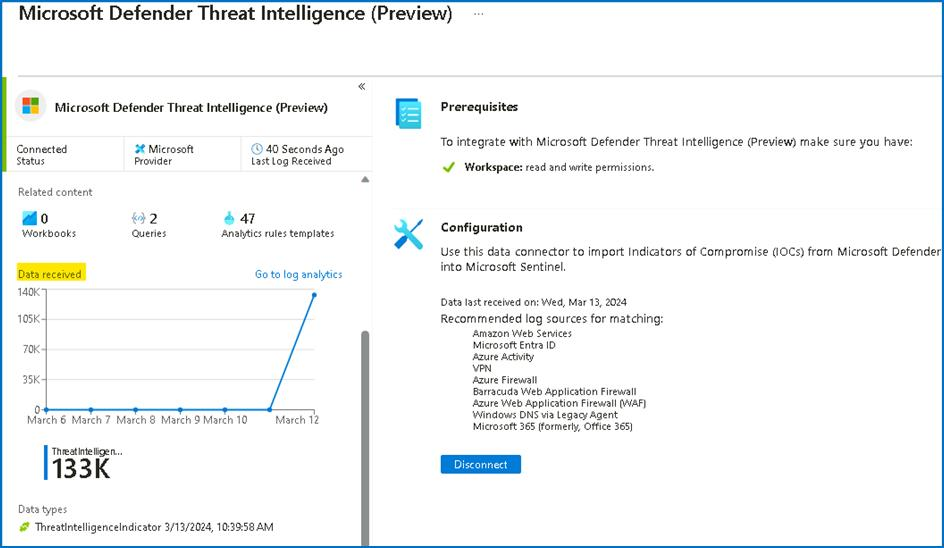 Microsoft Defender Threat Intelligence (Preview) ...
«
Microsoft Defender Threat Intelligence (Preview)
Connected
Status
Microsoft
Provider
40 Seconds Ago
Last Log Received
Related content
0
Workbooks
2
Queries
47
Analytics rules templates
Data received
Go to log analytics
140K
105K
70K
35K
0
March 6 March 7 March 8 March 9 March 10 March 12
ThreatIntelligen...
133K
Data types
ThreatIntelligenceIndicator 3/13/2024, 10:39:58 AM
Prerequisites
To integrate with Microsoft Defender Threat Intelligence (Preview) make sure you have:
Workspace: read and write permissions.
Configuration
Use this data connector to import Indicators of Compromise (IOCs) from Microsoft Defender
into Microsoft Sentinel.
Data last received on: Wed, Mar 13, 2024
Recommended log sources for matching:
Amazon Web Services
Microsoft Entra ID
Azure Activity
VPN
Azure Firewall
Barracuda Web Application Firewall
Azure Web Application Firewall (WAF)
Windows DNS via Legacy Agent
Microsoft 365 (formerly, Office 365)
Disconnect